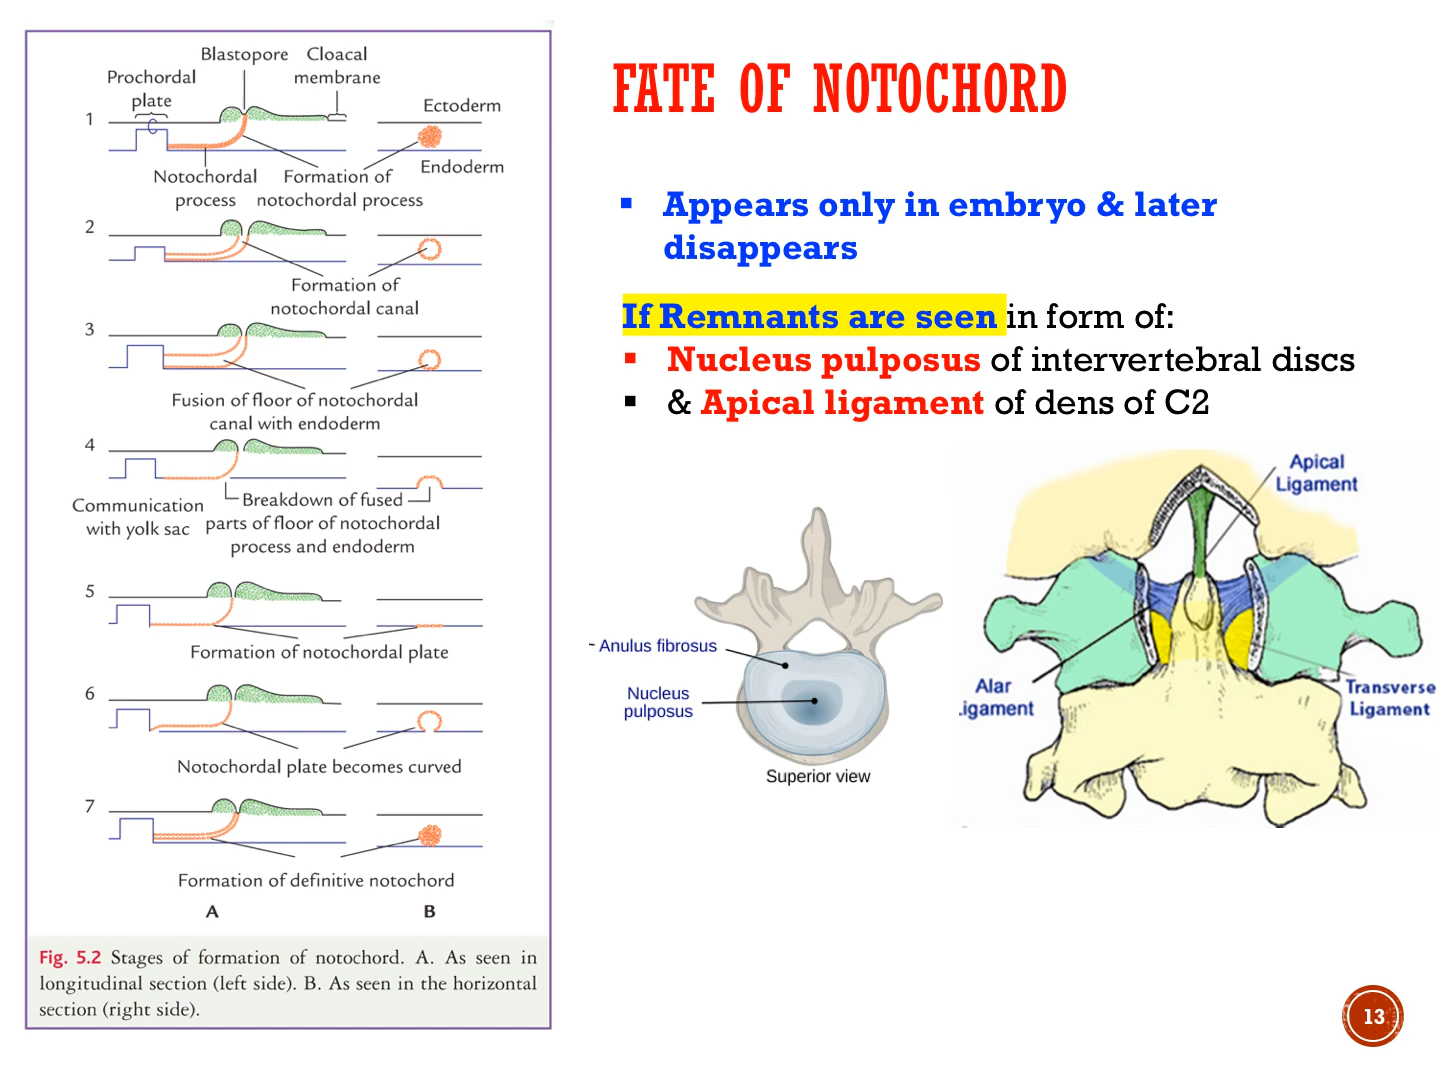 Blastopore Cloacal
membrane
Prochordal
plate
1
Ectoderm
Endoderm
Notochordal
process
Formation of
notochordal process
2
Formation of
notochordal canal
3
Fusion of floor of notochordal
canal with endoderm
4
Communication
with yolk sac
Breakdown of fused
parts of floor of notochordal
process and endoderm
5
Formation of notochordal plate
6
Notochordal plate becomes curved
7
Formation of definitive notochord
A B
Fig. 5.2 Stages of formation of notochord. A. As seen in
longitudinal section (left side). B. As seen in the horizontal
section (right side).
FATE OF NOTOCHORD
▪ Appears only in embryo & later
disappears
If Remnants are seen in form of:
▪ Nucleus pulposus of intervertebral discs
▪ & Apical ligament of dens of C2
Anulus fibrosus
Nucleus
pulposus
Superior view
Apical
Ligament
Alar
igament
Transverse
Ligament
13